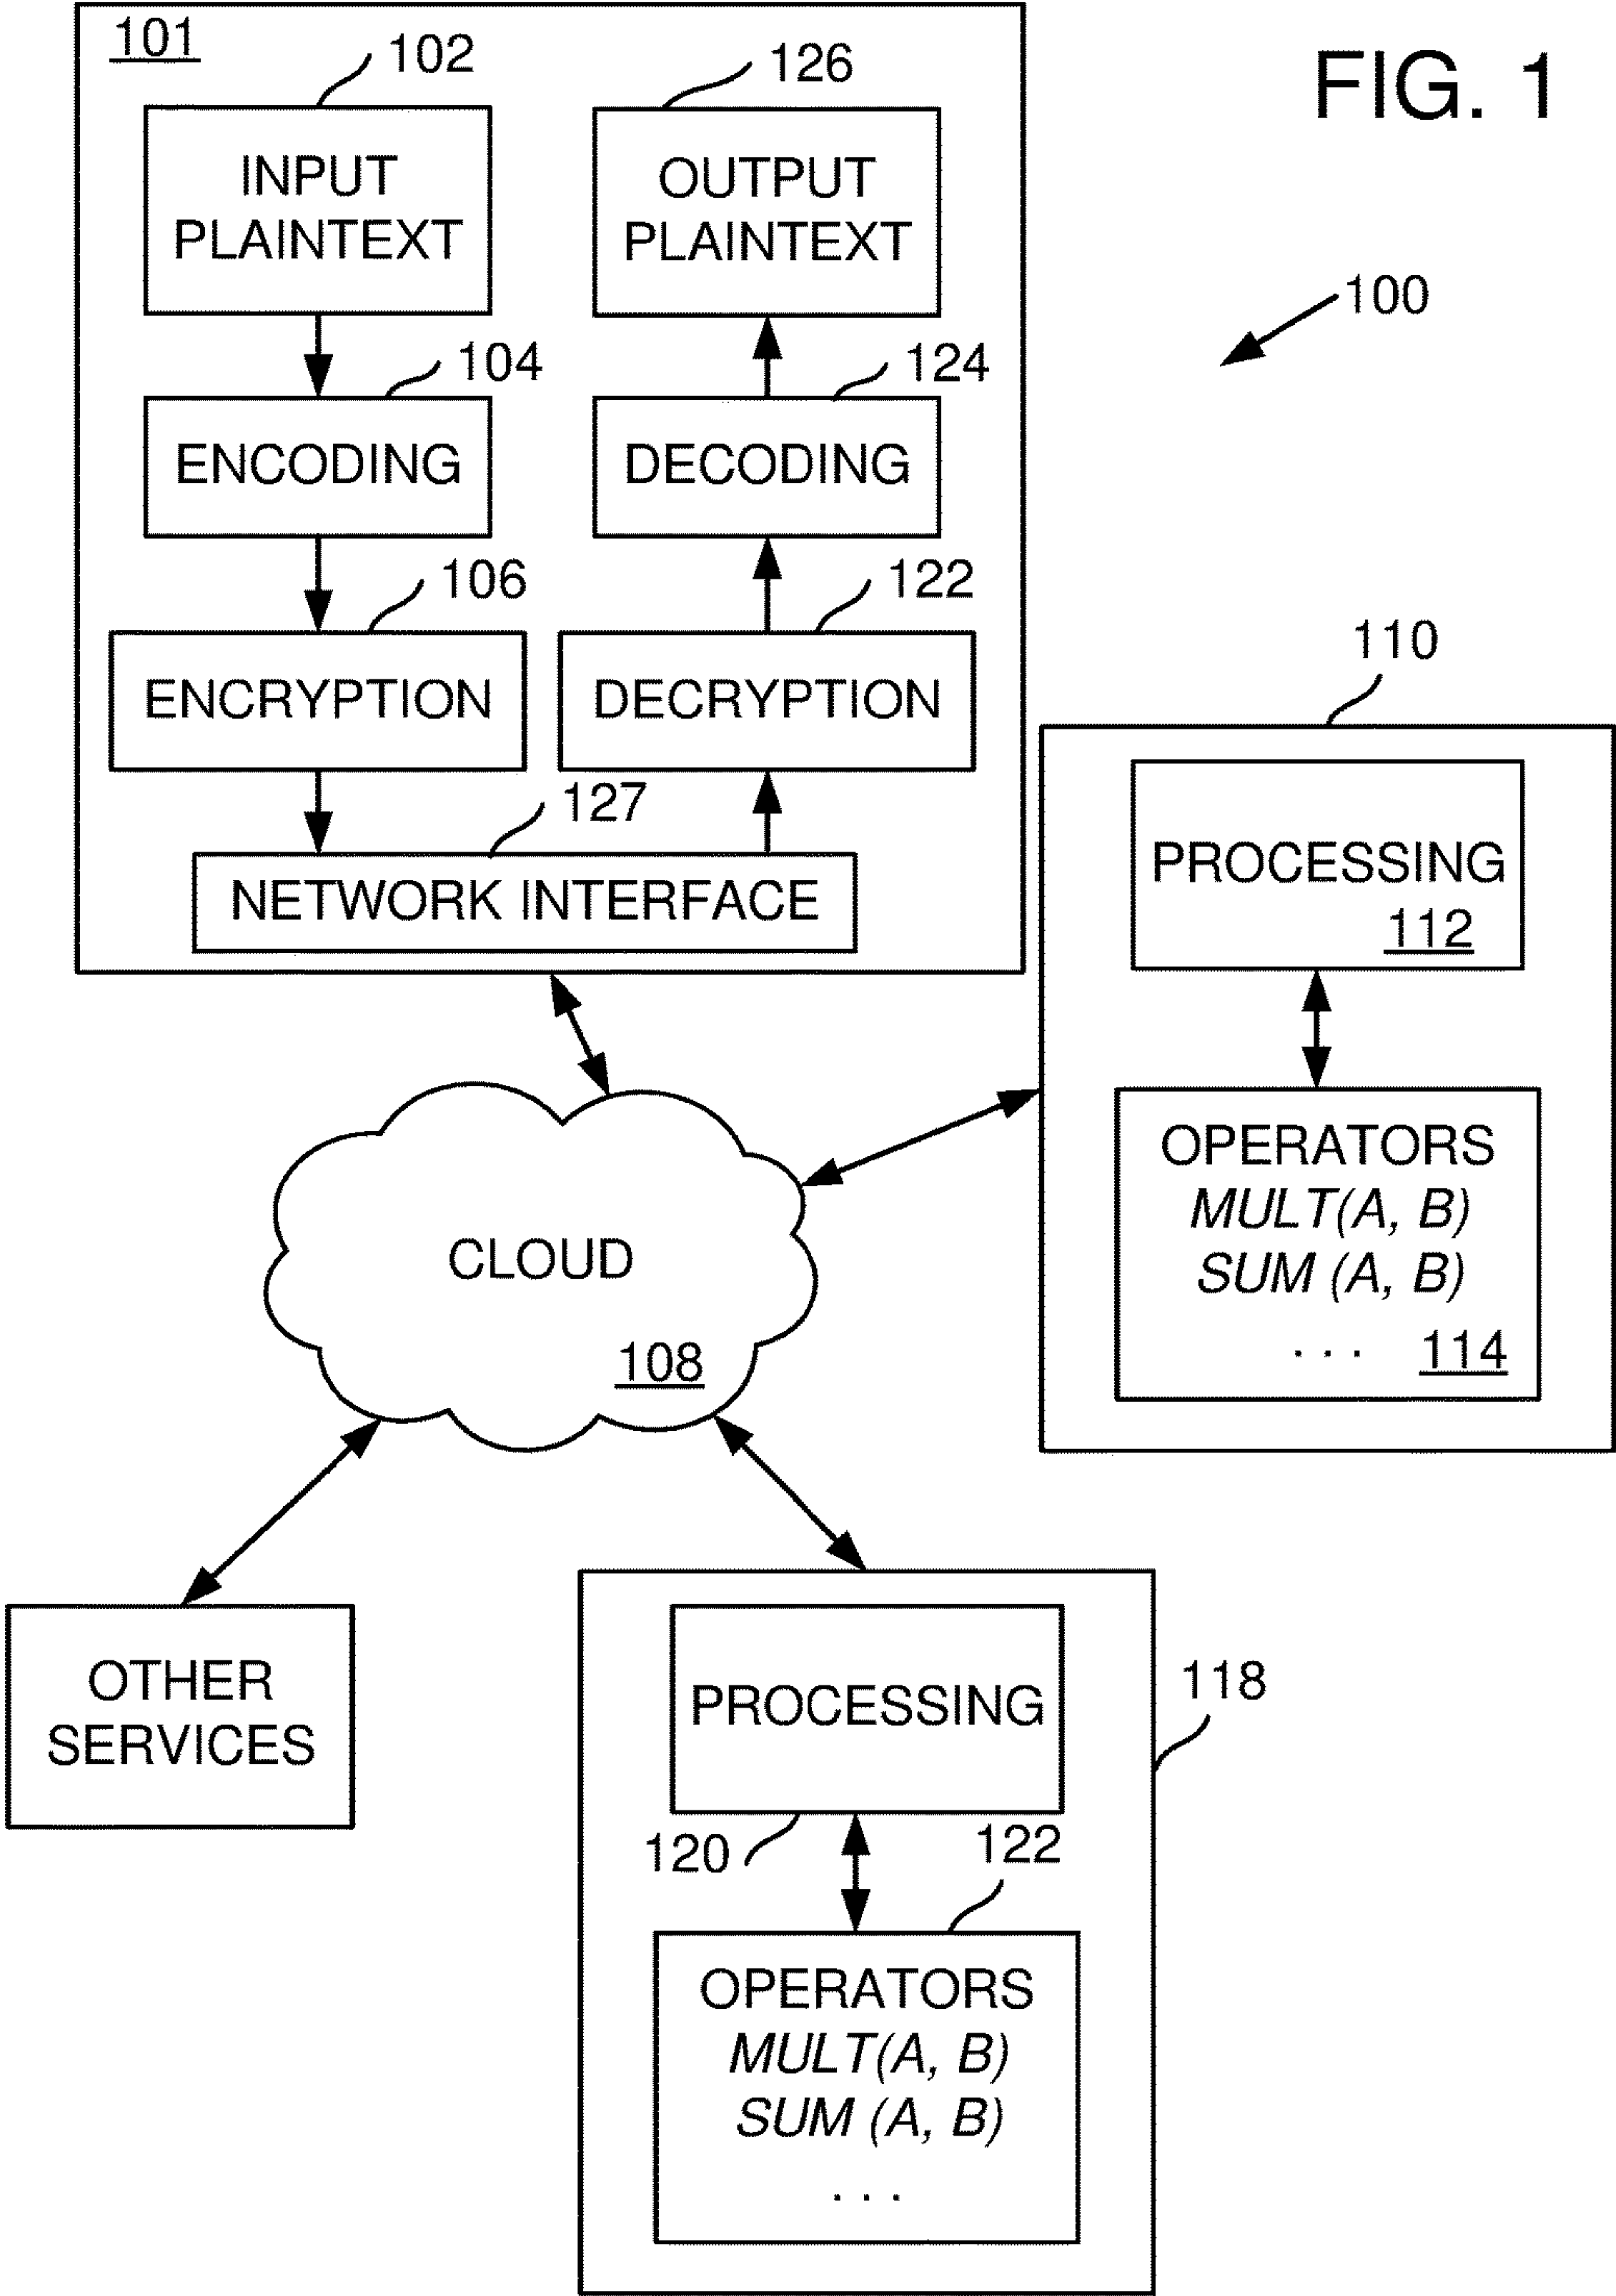 FIG. 1
100
101
102
INPUT
PLAINTEXT
104
ENCODING
106
ENCRYPTION
126
OUTPUT
PLAINTEXT
124
DECODING
122
DECRYPTION
127
NETWORK INTERFACE
110
PROCESSING
112
OPERATORS
MULT(A, B)
SUM (A, B)
. . . 114
CLOUD
108
OTHER
SERVICES
118
PROCESSING
120
122
OPERATORS
MULT(A, B)
SUM (A, B)
. . .